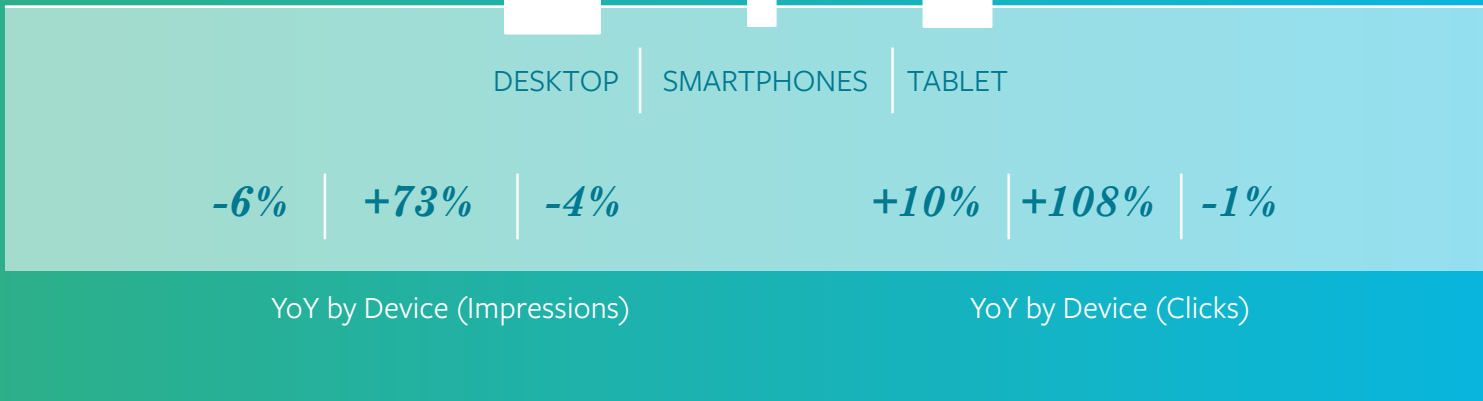 DESKTOP SMARTPHONES TABLET
-6% +73% -4% +10% +108% -1%
YoY by Device (Impressions) YoY by Device (Clicks)